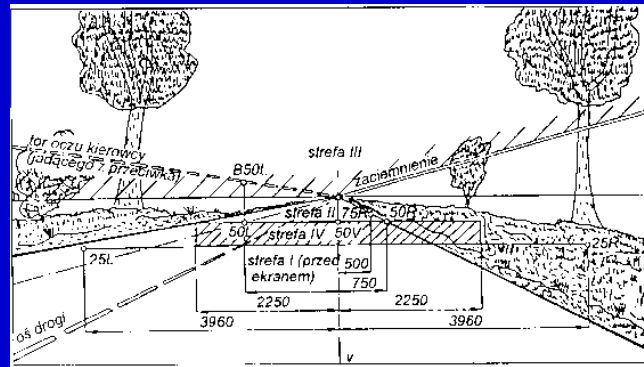 strefa III
tor oczu kierowcy
(jadącego z przeciwka)
B50L
zaciemnienie
strefa II 75R 50R
50L strefa IV 50V
25L
25R
strefa I (przed
ekranem)
500
750
2250 2250
3960 3960
oś drogi
v